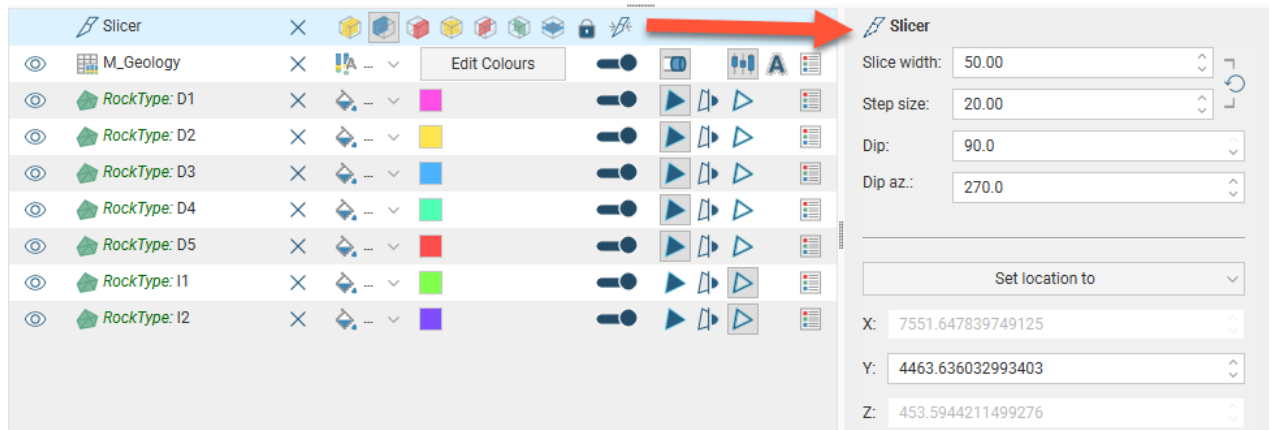 Slicer
M_Geology ... Edit Colours A
RockType: D1 ...
RockType: D2 ...
RockType: D3 ...
RockType: D4 ...
RockType: D5 ...
RockType: I1 ...
RockType: I2 ...
Slicer
Slice width: 50.00
Step size: 20.00
Dip: 90.0
Dip az.: 270.0
Set location to
X: 7551.647839749125
Y: 4463.636032993403
Z: 453.5944211499276